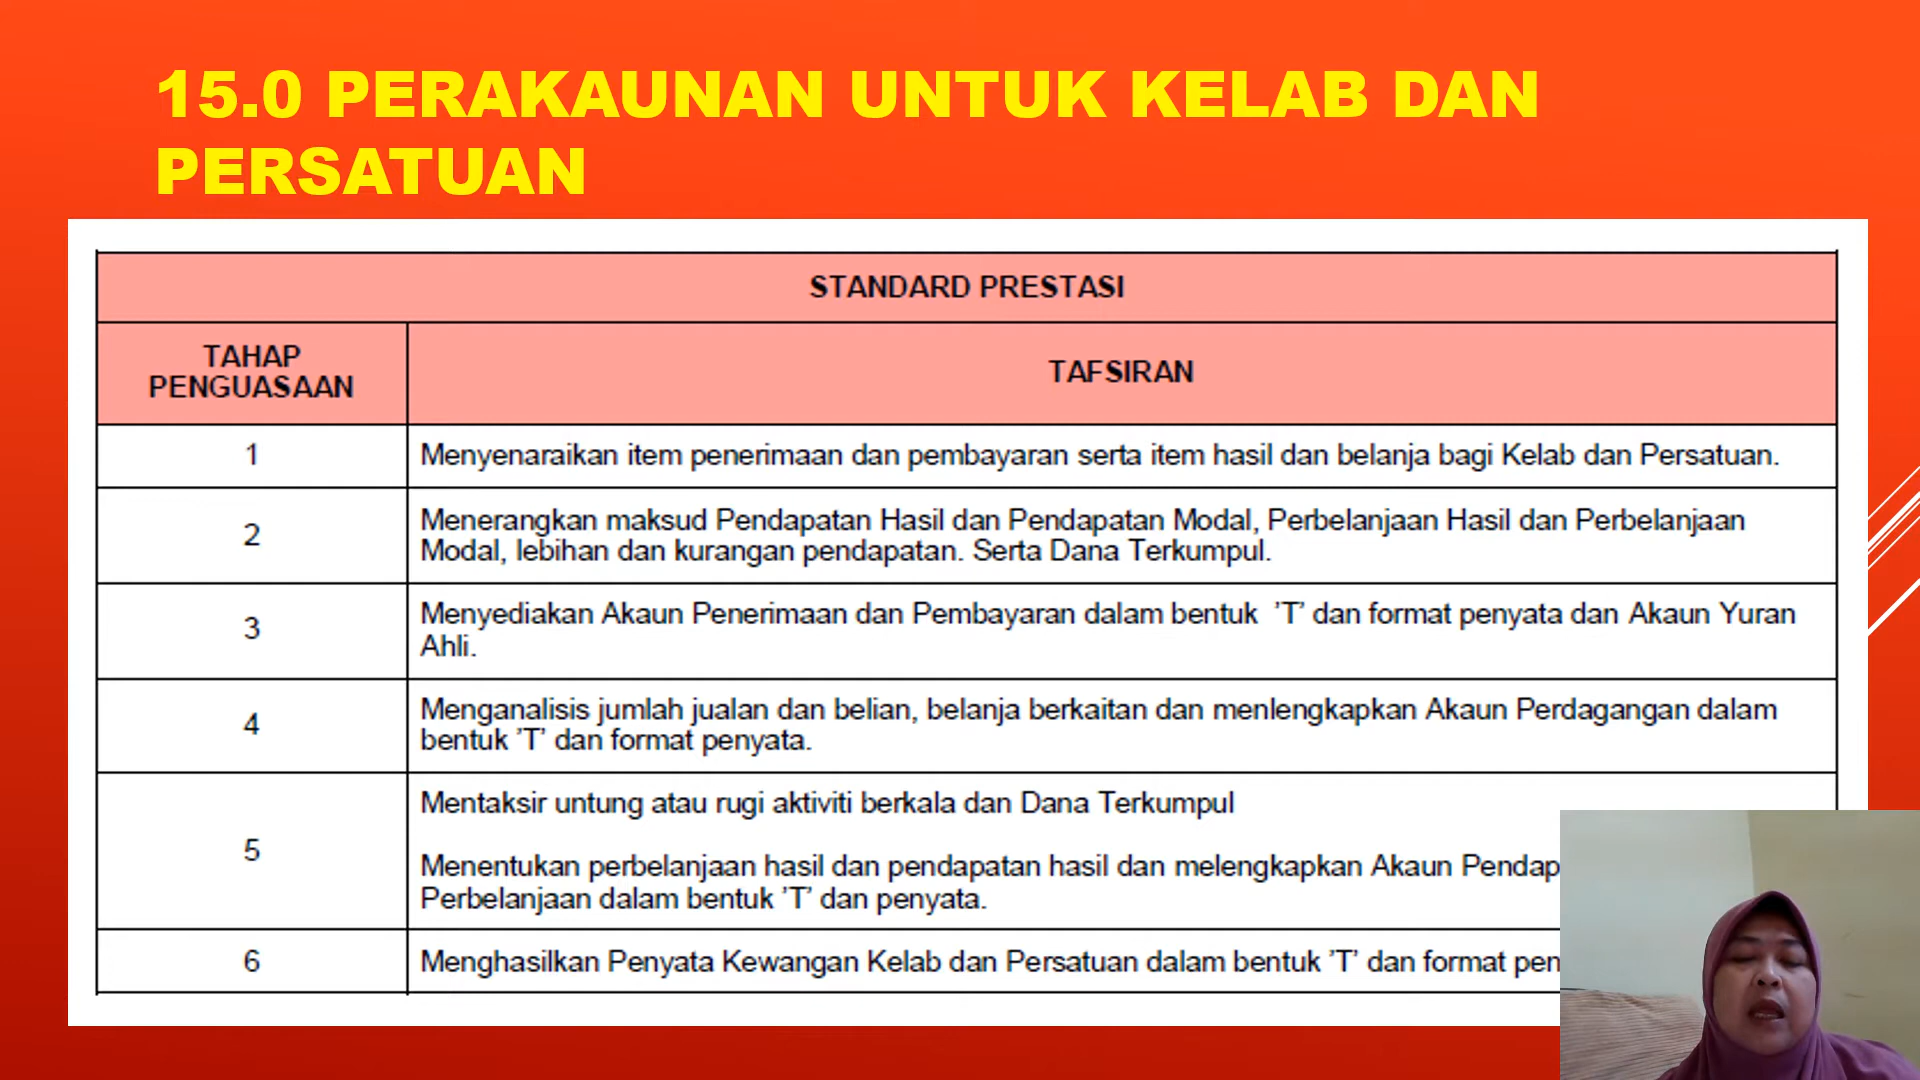 15.0 PERAKAUNAN UNTUK KELAB DAN
PERSATUAN
STANDARD PRESTASI
TAHAP
PENGUASAAN
TAFSIRAN
1
Menyenaraikan item penerimaan dan pembayaran serta item hasil dan belanja bagi Kelab dan Persatuan.
2
Menerangkan maksud Pendapatan Hasil dan Pendapatan Modal, Perbelanjaan Hasil dan Perbelanjaan
Modal, lebihan dan kurangan pendapatan. Serta Dana Terkumpul.
3
Menyediakan Akaun Penerimaan dan Pembayaran dalam bentuk ’T’ dan format penyata dan Akaun Yuran
Ahli.
4
Menganalisis jumlah jualan dan belian, belanja berkaitan dan menlengkapkan Akaun Perdagangan dalam
bentuk ’T’ dan format penyata.
5
Mentaksir untung atau rugi aktiviti berkala dan Dana Terkumpul
Menentukan perbelanjaan hasil dan pendapatan hasil dan melengkapkan Akaun Pendap
Perbelanjaan dalam bentuk ’T’ dan penyata.
6
Menghasilkan Penyata Kewangan Kelab dan Persatuan dalam bentuk ’T’ dan format pen